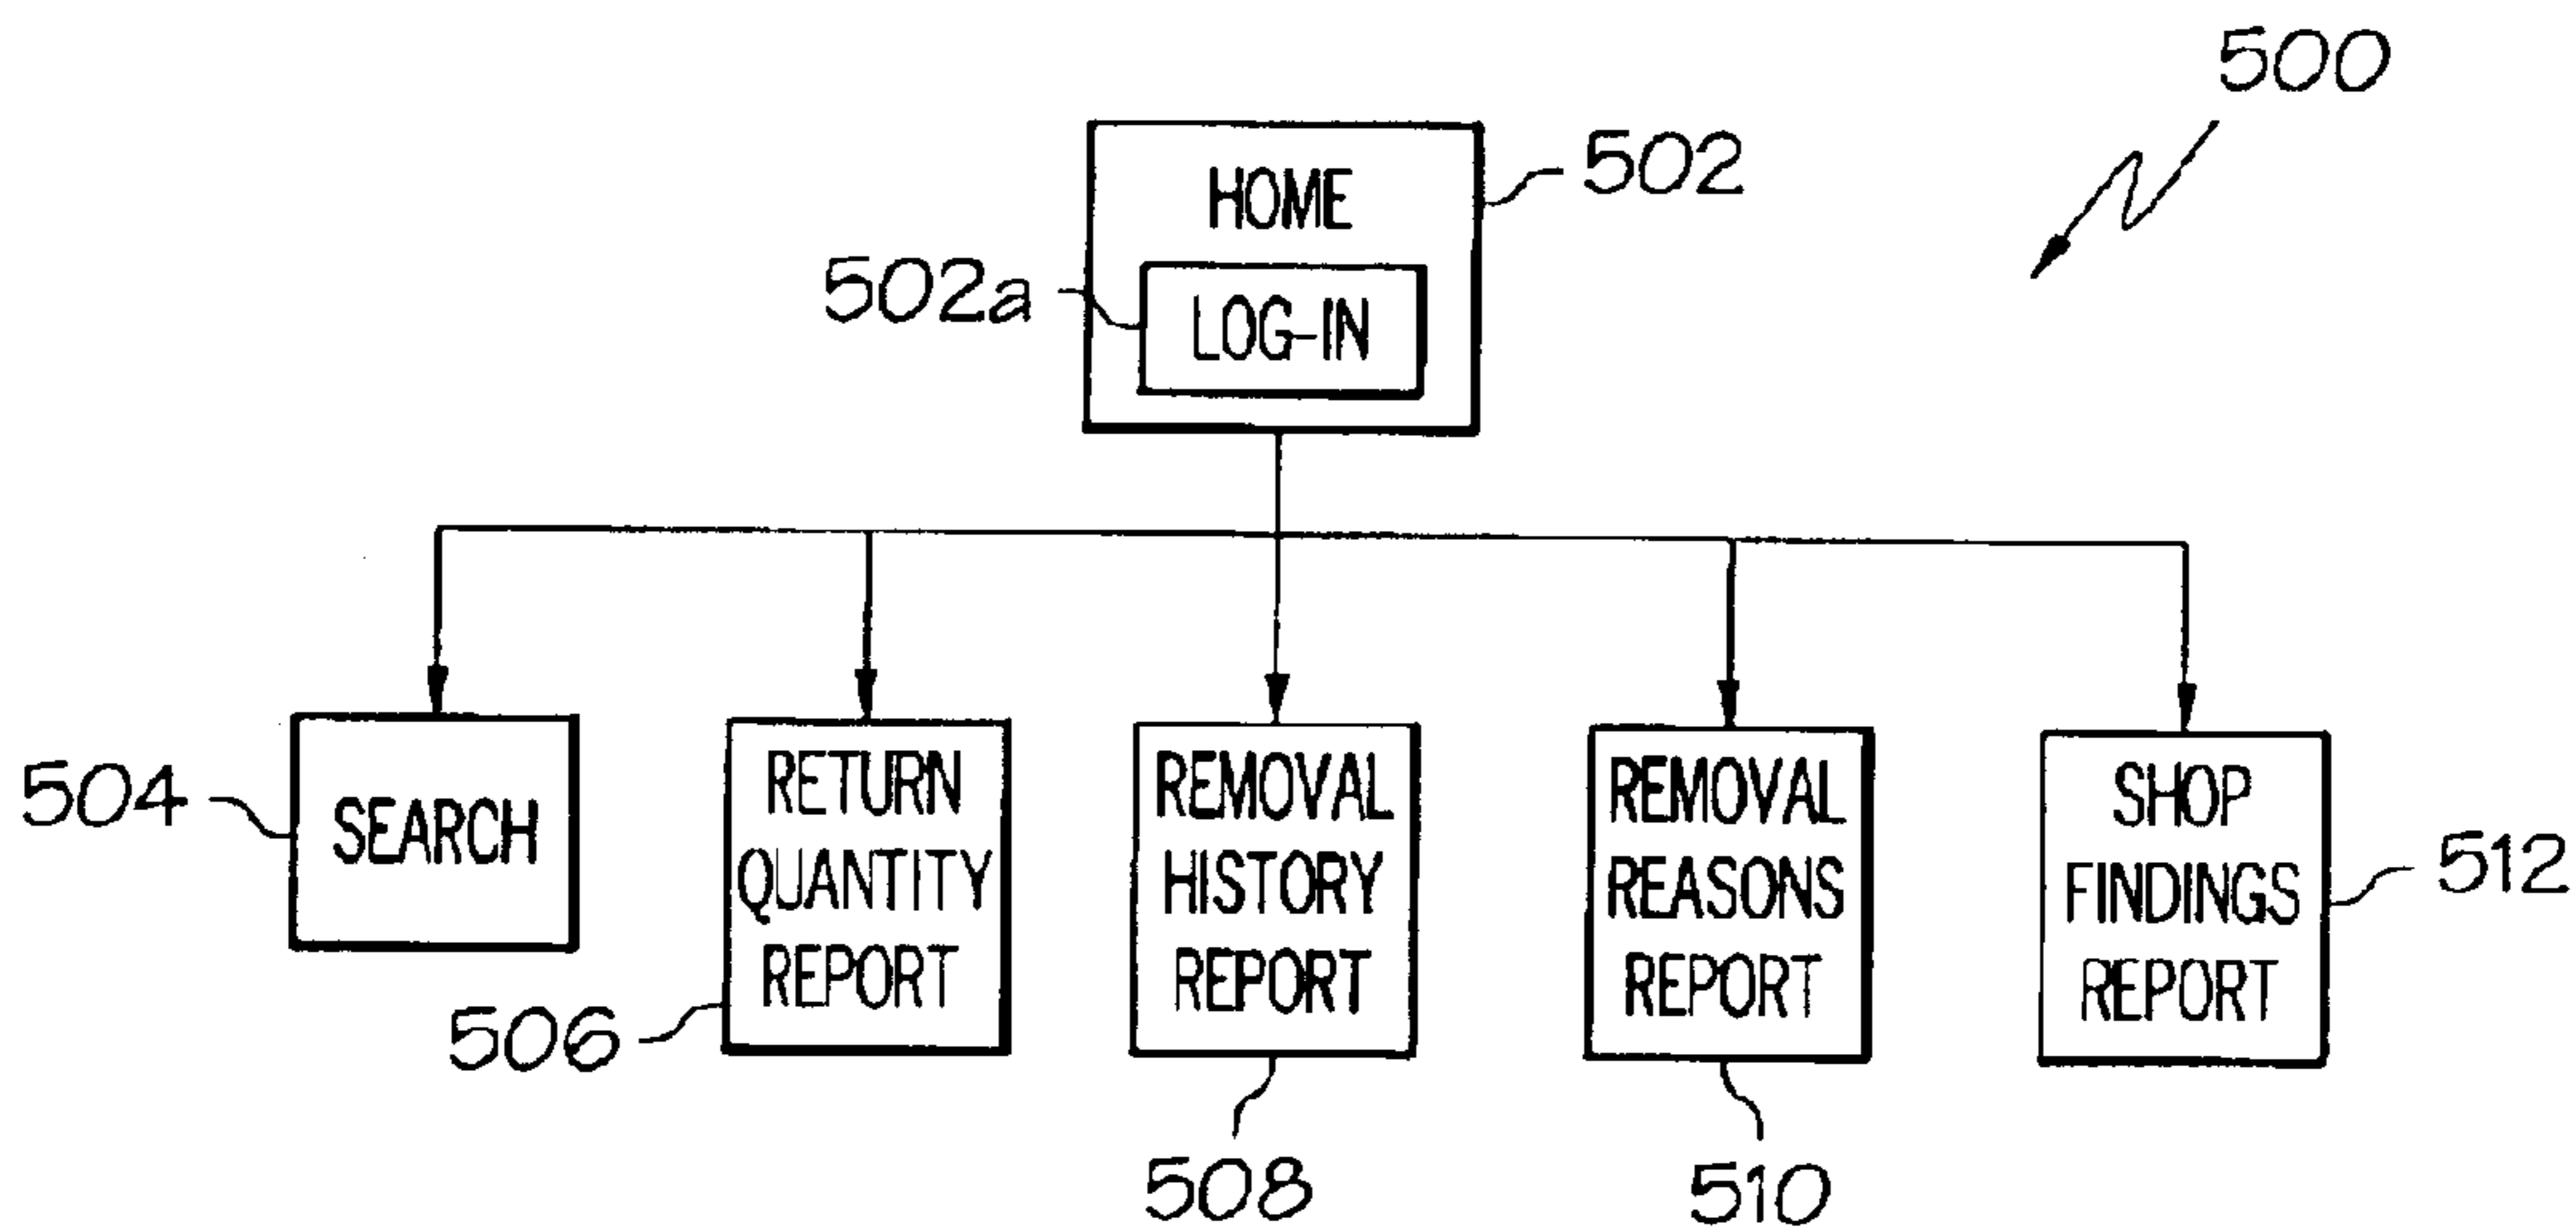 500
HOME
502
502a
LOG-IN
504
SEARCH
RETURN
QUANTITY
REPORT
506
REMOVAL
HISTORY
REPORT
508
REMOVAL
REASONS
REPORT
510
SHOP
FINDINGS
REPORT
512